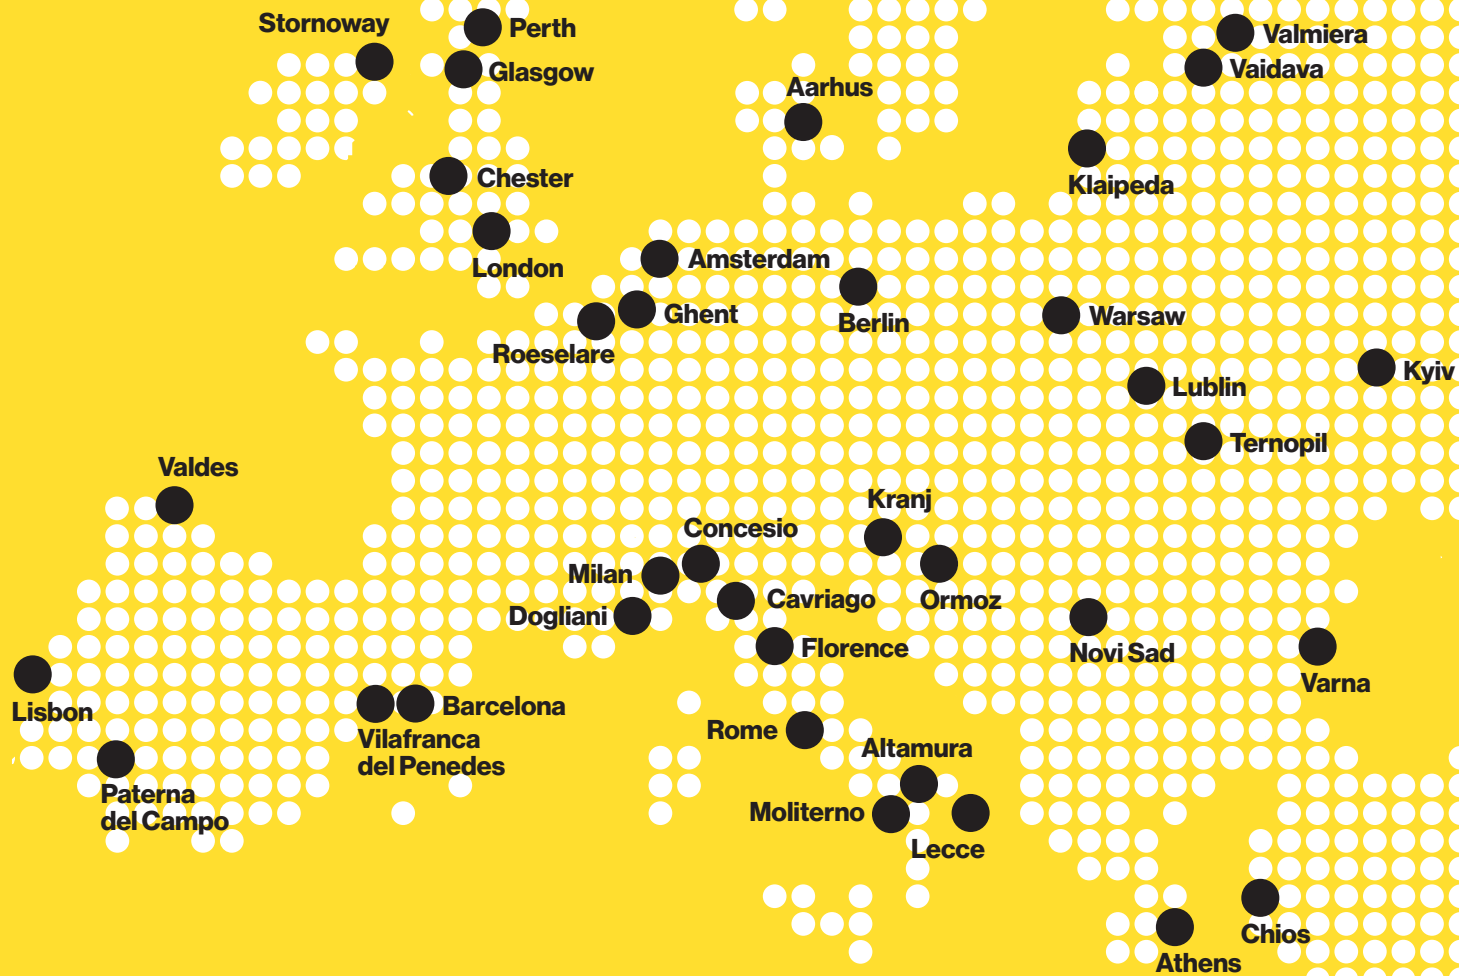 Stornoway
Perth
Glasgow
Valmiera
Vaidava
Aarhus
Chester
Klaipeda
London
Amsterdam
Ghent
Berlin
Warsaw
Roeselare
Kyiv
Lublin
Ternopil
Valdes
Kranj
Concesio
Milan
Cavriago
Ormoz
Dogliani
Florence
Novi Sad
Varna
Lisbon
Barcelona
Vilafranca
del Penedes
Rome
Altamura
Paterna
del Campo
Moliterno
Lecce
Chios
Athens